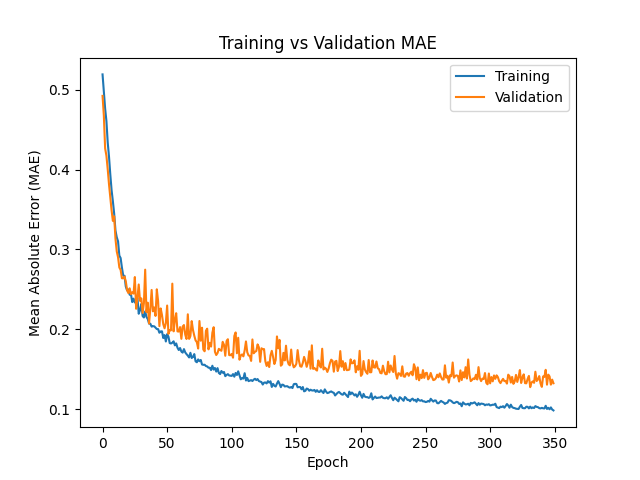 Training vs Validation MAE
Training
Validation
Mean Absolute Error (MAE)
0.5
0.4
0.3
0.2
0.1
0 50 100 150 200 250 300 350
Epoch